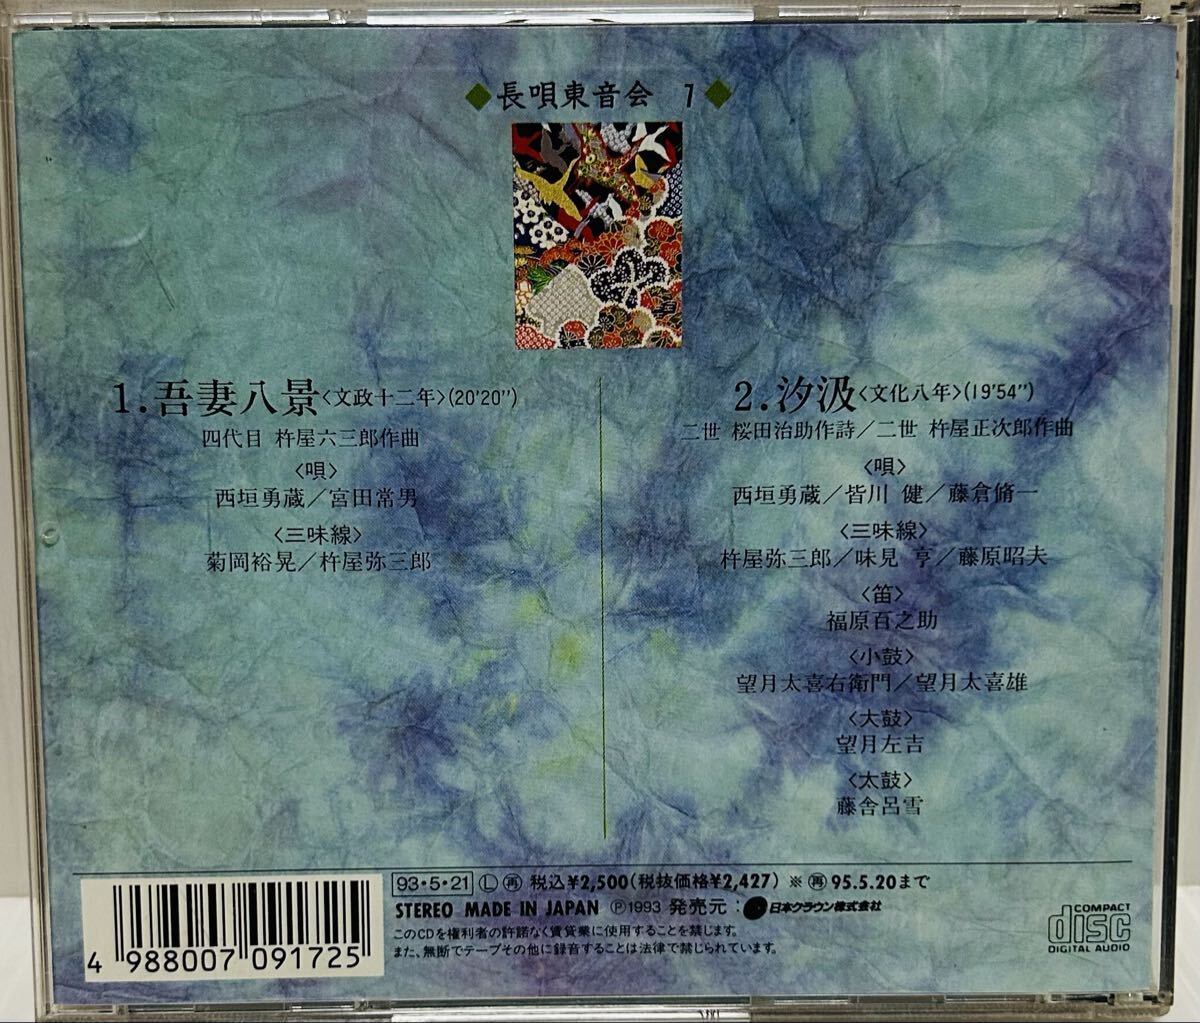 ◆長唄東音会 7◆
1.吾妻八景〈文政十二年〉(20'20")
四代目 杵屋六三郎作曲
〈唄〉
西垣勇蔵／宮田常男
〈三味線〉
菊岡裕晃／杵屋弥三郎
2.汐汲〈文化八年〉(19'54")
二世 桜田治助作詩／二世 杵屋正次郎作曲
〈唄〉
西垣勇蔵／皆川 健／藤倉脩一
〈三味線〉
杵屋弥三郎／味見 亨／藤原昭夫
〈笛〉
福原百之助
〈小鼓〉
望月太喜右衛門／望月太喜雄
〈大鼓〉
望月左吉
〈太鼓〉
藤舎呂雪
93・5・21 Ⓛ ㊢ 税込¥2,500(税抜価格¥2,427) ※ 再 95.5.20まで
STEREO MADE IN JAPAN Ⓟ1993 発売元：日本クラウン株式会社
このCDを権利者の許諾なく賃貸業に使用することを禁じます。
また、無断でテープその他に録音することは法律で禁じられています。
4 988007 091725
COMPACT
disc
DIGITAL AUDIO